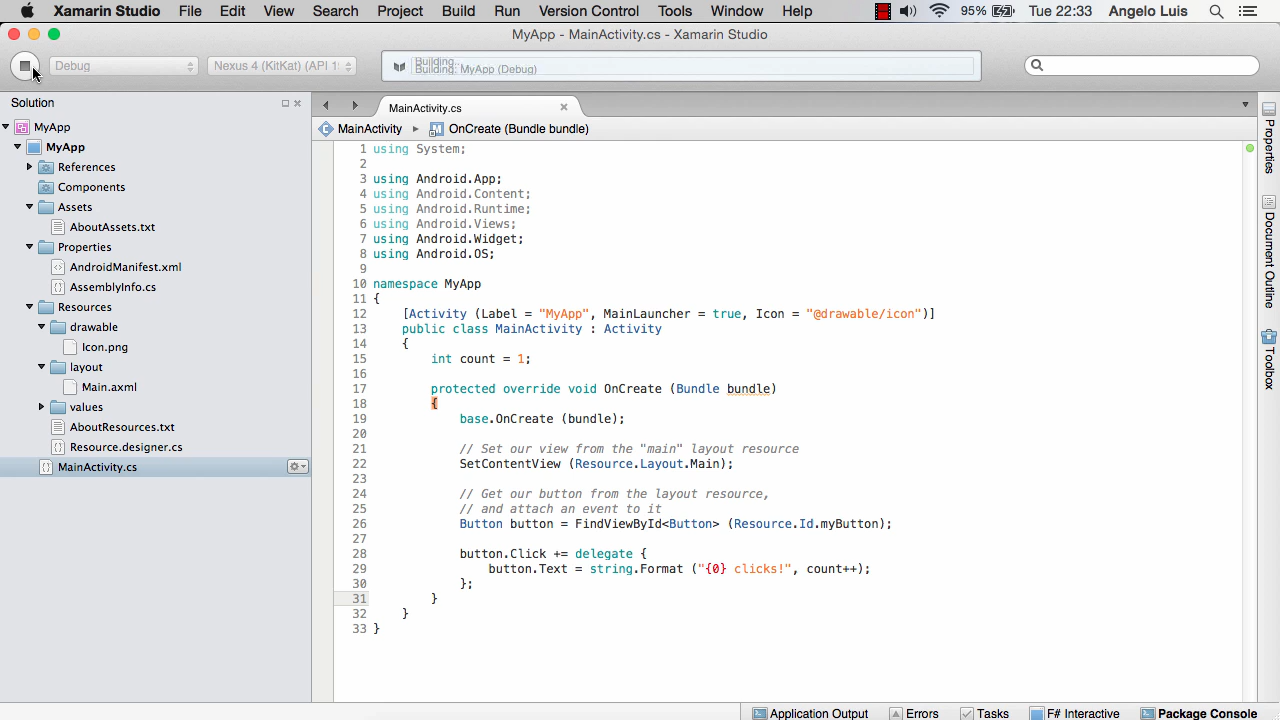 Xamarin Studio File Edit View Search Project Build Run Version Control Tools Window Help 95% Tue 22:33 Angelo Luis
MyApp - MainActivity.cs - Xamarin Studio
Debug Nexus 4 (KitKat) (API 1 Building...
Building: MyApp (Debug)
Solution
MyApp
MyApp
References
Components
Assets
AboutAssets.txt
Properties
AndroidManifest.xml
AssemblyInfo.cs
Resources
drawable
Icon.png
layout
Main.axml
values
AboutResources.txt
Resource.designer.cs
MainActivity.cs
MainActivity.cs
MainActivity OnCreate (Bundle bundle)
1 using System;
2
3 using Android.App;
4 using Android.Content;
5 using Android.Runtime;
6 using Android.Views;
7 using Android.Widget;
8 using Android.OS;
9
10 namespace MyApp
11 {
12 [Activity (Label = "MyApp", MainLauncher = true, Icon = "@drawable/icon")]
13 public class MainActivity : Activity
14 {
15 int count = 1;
16
17 protected override void OnCreate (Bundle bundle)
18 {
19 base.OnCreate (bundle);
20
21 // Set our view from the "main" layout resource
22 SetContentView (Resource.Layout.Main);
23
24 // Get our button from the layout resource,
25 // and attach an event to it
26 Button button = FindViewById<Button> (Resource.Id.myButton);
27
28 button.Click += delegate {
29 button.Text = string.Format ("{0} clicks!", count++);
30 };
31 }
32 }
33 }
Properties
Document Outline
Toolbox
Application Output Errors Tasks F# Interactive Package Console